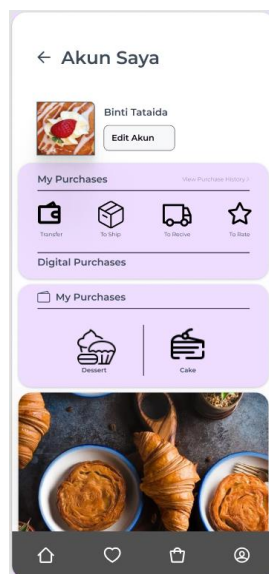 Akun Saya
Binti Tataida
Edit Akun
My Purchases
View Purchase History >
Transfer
To Ship
To Recive
To Rate
Digital Purchases
My Purchases
Dessert
Cake